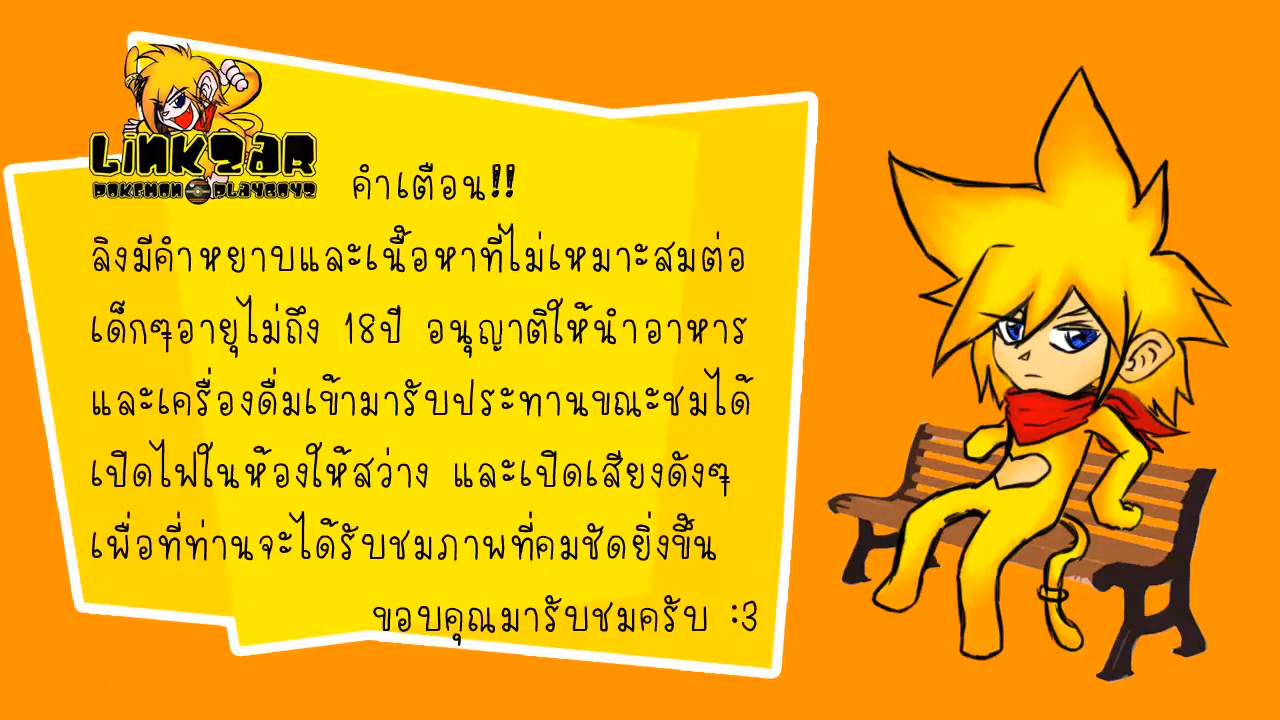 LiNKZaR
POKEMON PLAYBOYZ
คำเตือน!!
ลิงมีคำหยาบและเนื้อหาที่ไม่เหมาะสมต่อ
เด็กๆอายุไม่ถึง 18ปี อนุญาติให้นำอาหาร
และเครื่องดื่มเข้ามารับประทานขณะชมได้
เปิดไฟในห้องให้สว่าง และเปิดเสียงดังๆ
เพื่อที่ท่านจะได้รับชมภาพที่คมชัดยิ่งขึ้น
ขอบคุณมารับชมครับ :3